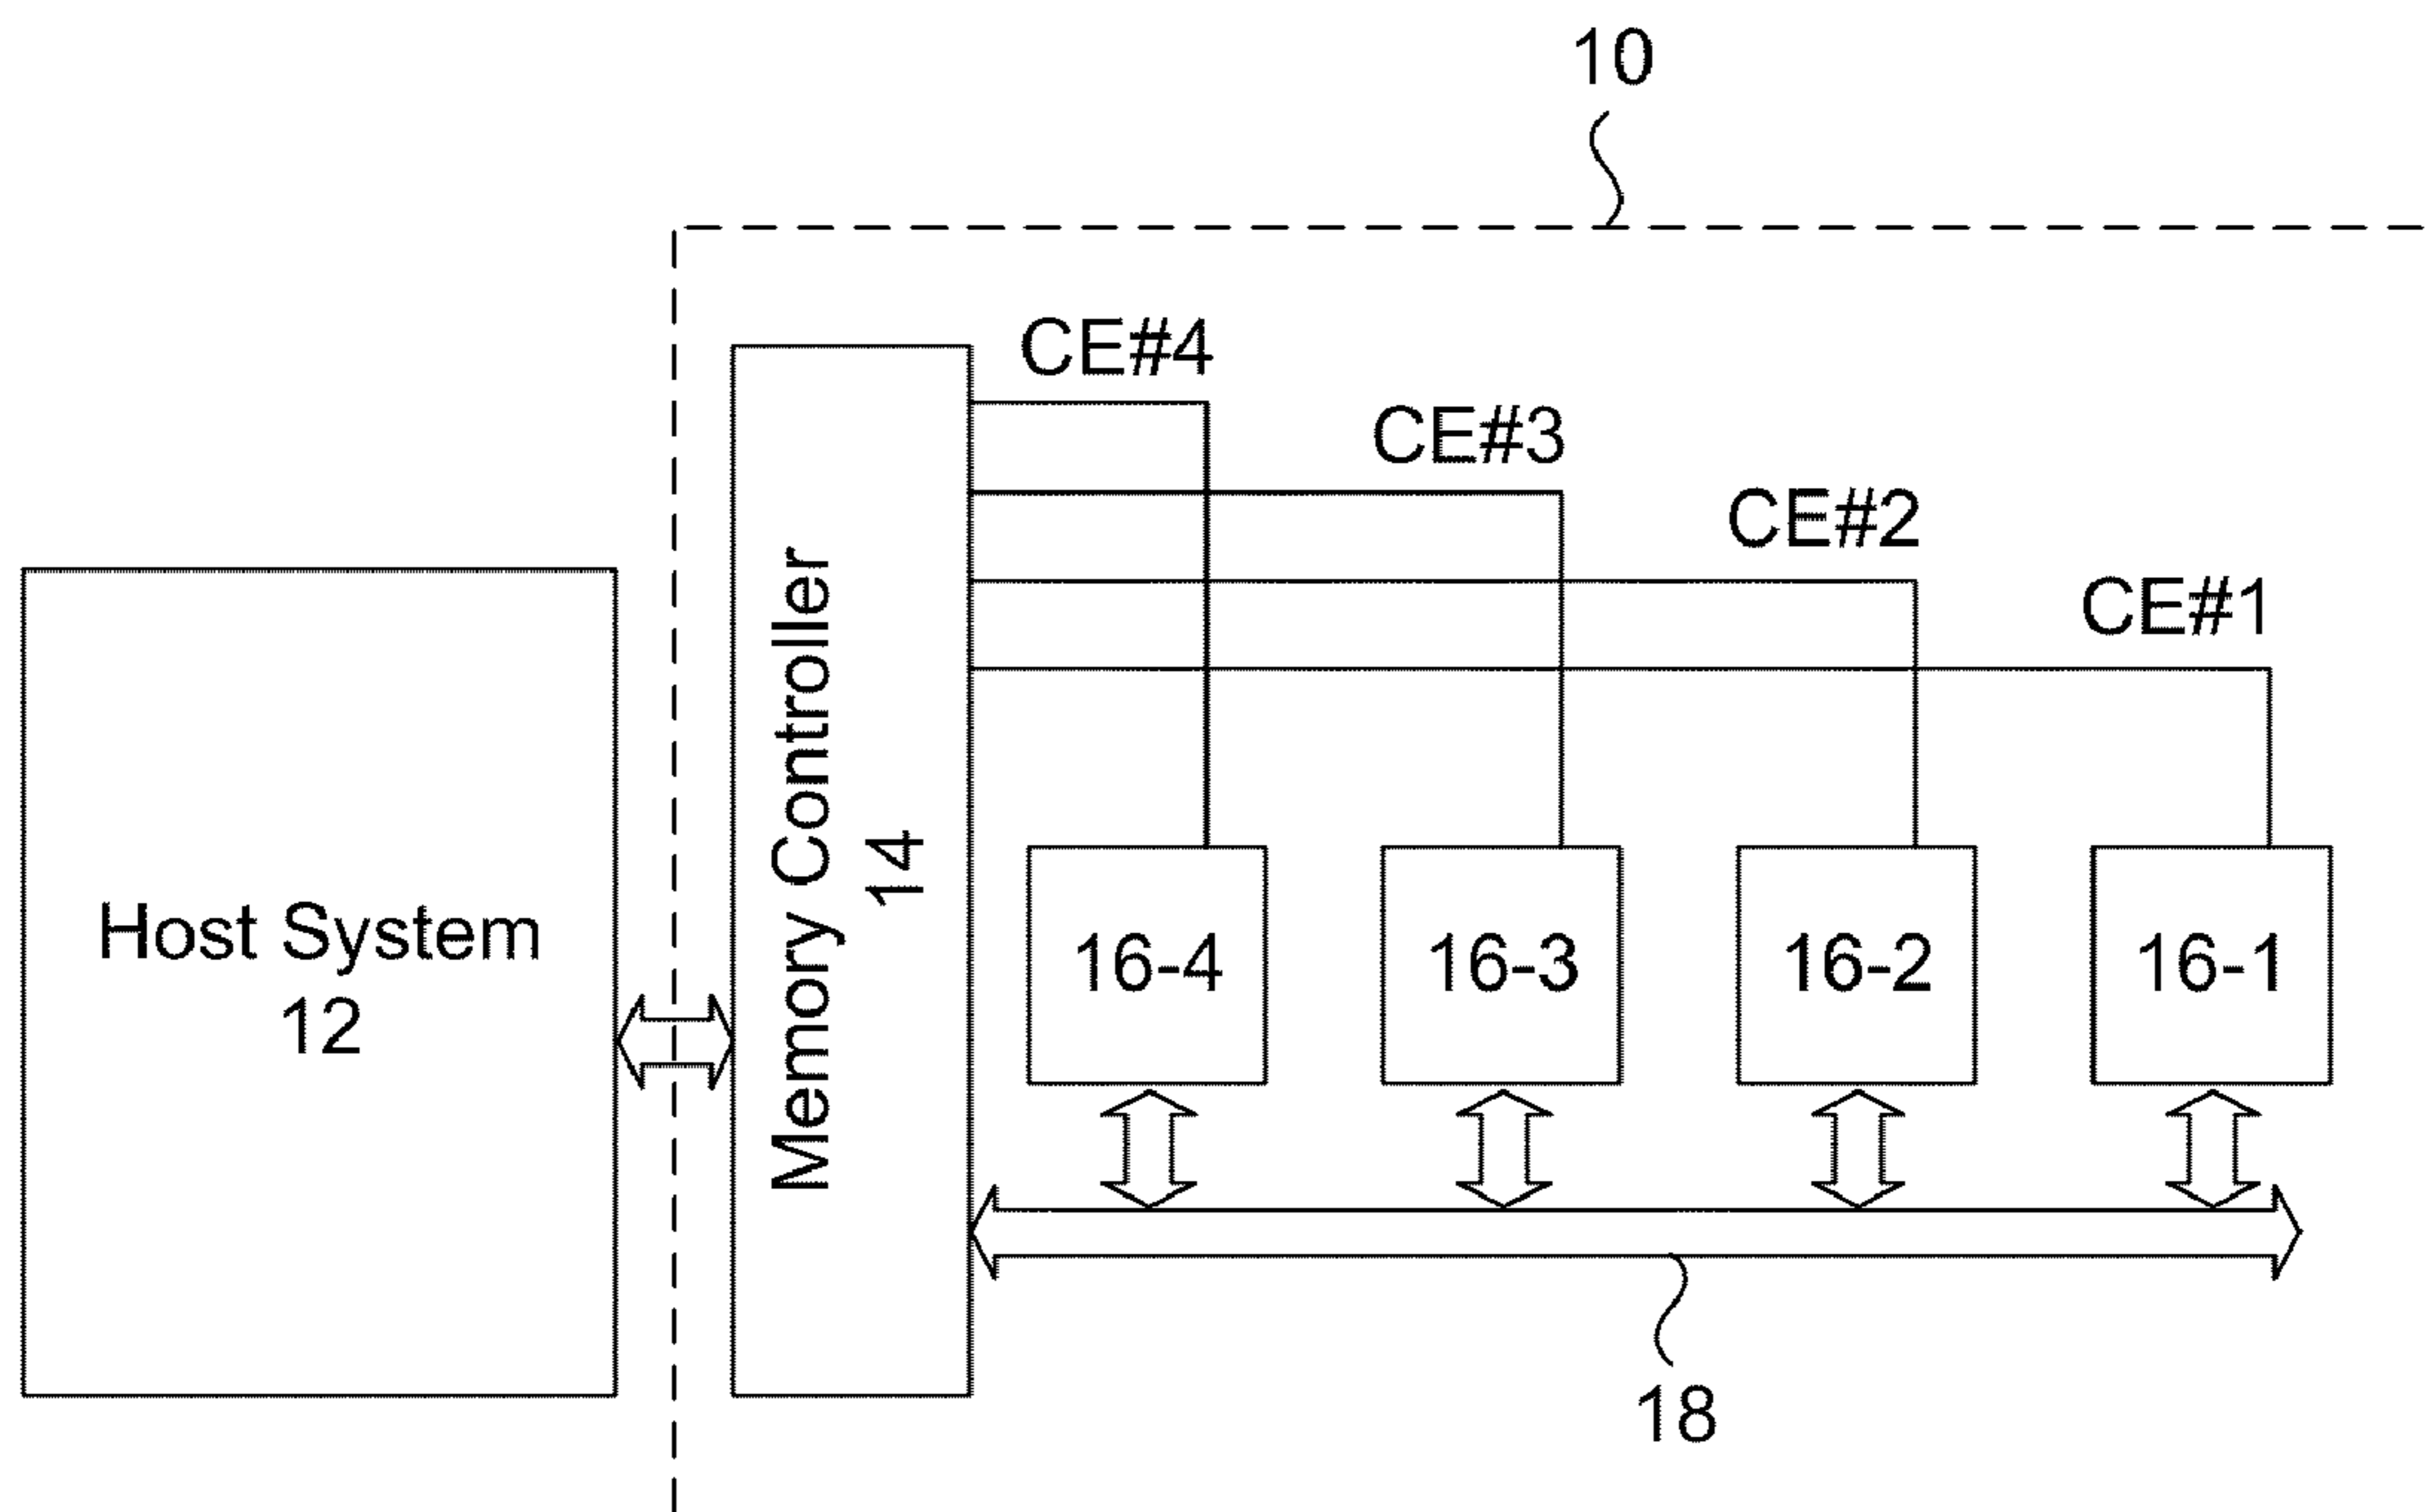 10
CE#4
CE#3
CE#2
CE#1
Memory Controller
14
Host System
12
16-4
16-3
16-2
16-1
18